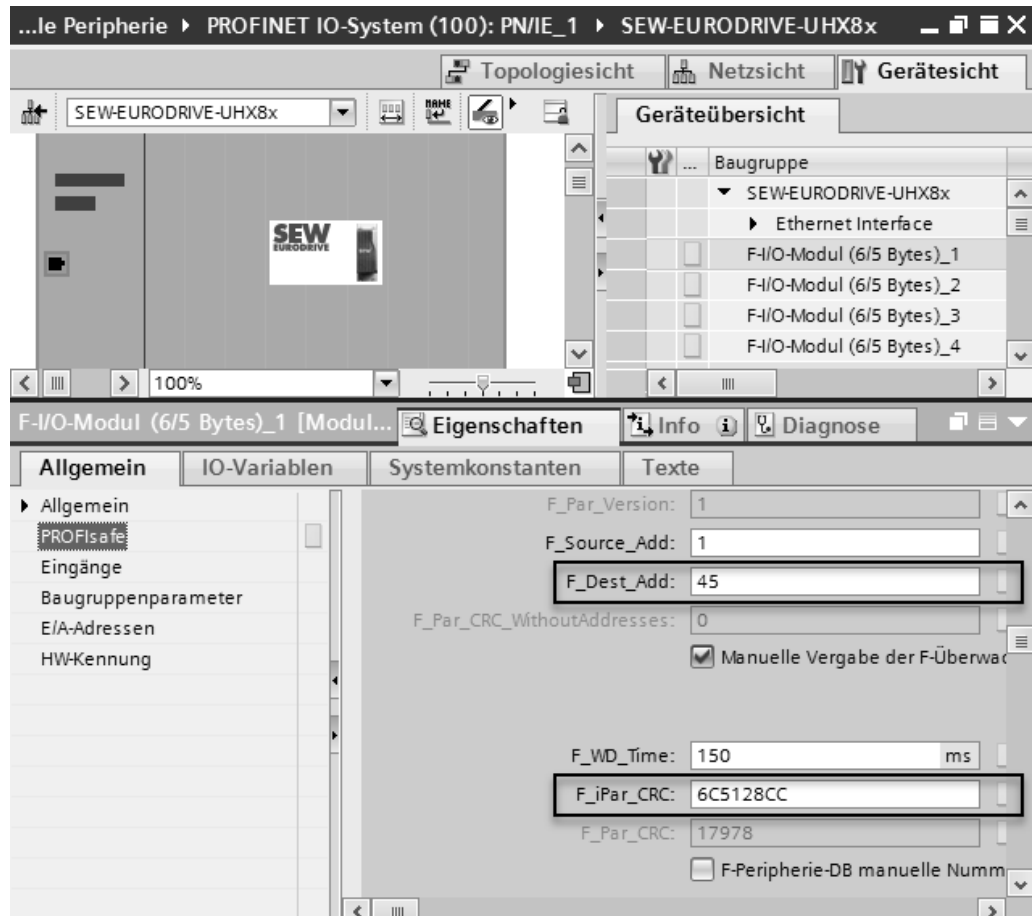 ...le Peripherie ▸ PROFINET IO-System (100): PN/IE_1 ▸ SEW-EURODRIVE-UHX8x
Topologiesicht Netzsicht Gerätesicht
SEW-EURODRIVE-UHX8x
NAME
Geräteübersicht
... Baugruppe
SEW-EURODRIVE-UHX8x
Ethernet Interface
F-I/O-Modul (6/5 Bytes)_1
F-I/O-Modul (6/5 Bytes)_2
F-I/O-Modul (6/5 Bytes)_3
F-I/O-Modul (6/5 Bytes)_4
SEW
EURODRIVE
100%
F-I/O-Modul (6/5 Bytes)_1 [Modul...
Eigenschaften Info Diagnose
Allgemein IO-Variablen Systemkonstanten Texte
Allgemein
PROFIsafe
Eingänge
Baugruppenparameter
E/A-Adressen
HW-Kennung
F_Par_Version: 1
F_Source_Add: 1
F_Dest_Add: 45
F_Par_CRC_WithoutAddresses: 0
Manuelle Vergabe der F-Überwac
F_WD_Time: 150 ms
F_iPar_CRC: 6C5128CC
F_Par_CRC: 17978
F-Peripherie-DB manuelle Numm